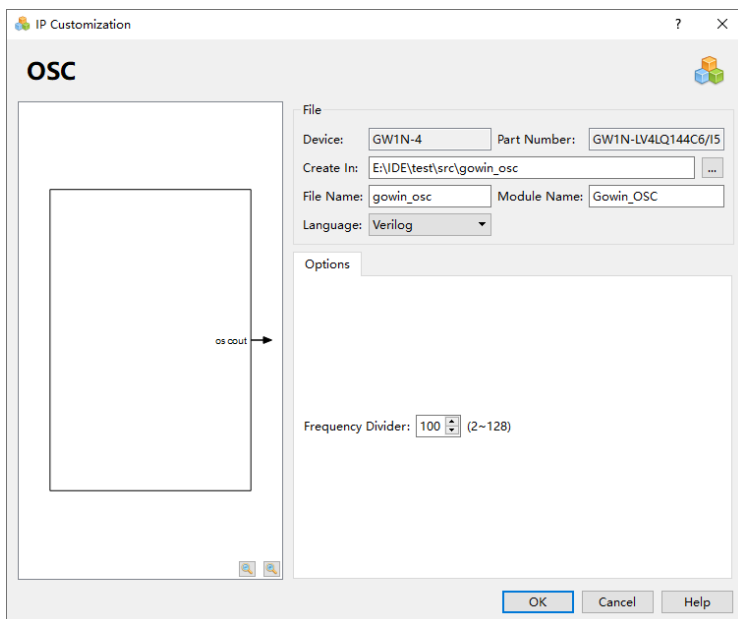 IP Customization ? ×
OSC
File
Device: GW1N-4 Part Number: GW1N-LV4LQ144C6/I5
Create In: E:\IDE\test\src\gowin_osc ...
File Name: gowin_osc Module Name: Gowin_OSC
Language: Verilog
Options
oscout
Frequency Divider: 100 (2~128)
OK Cancel Help